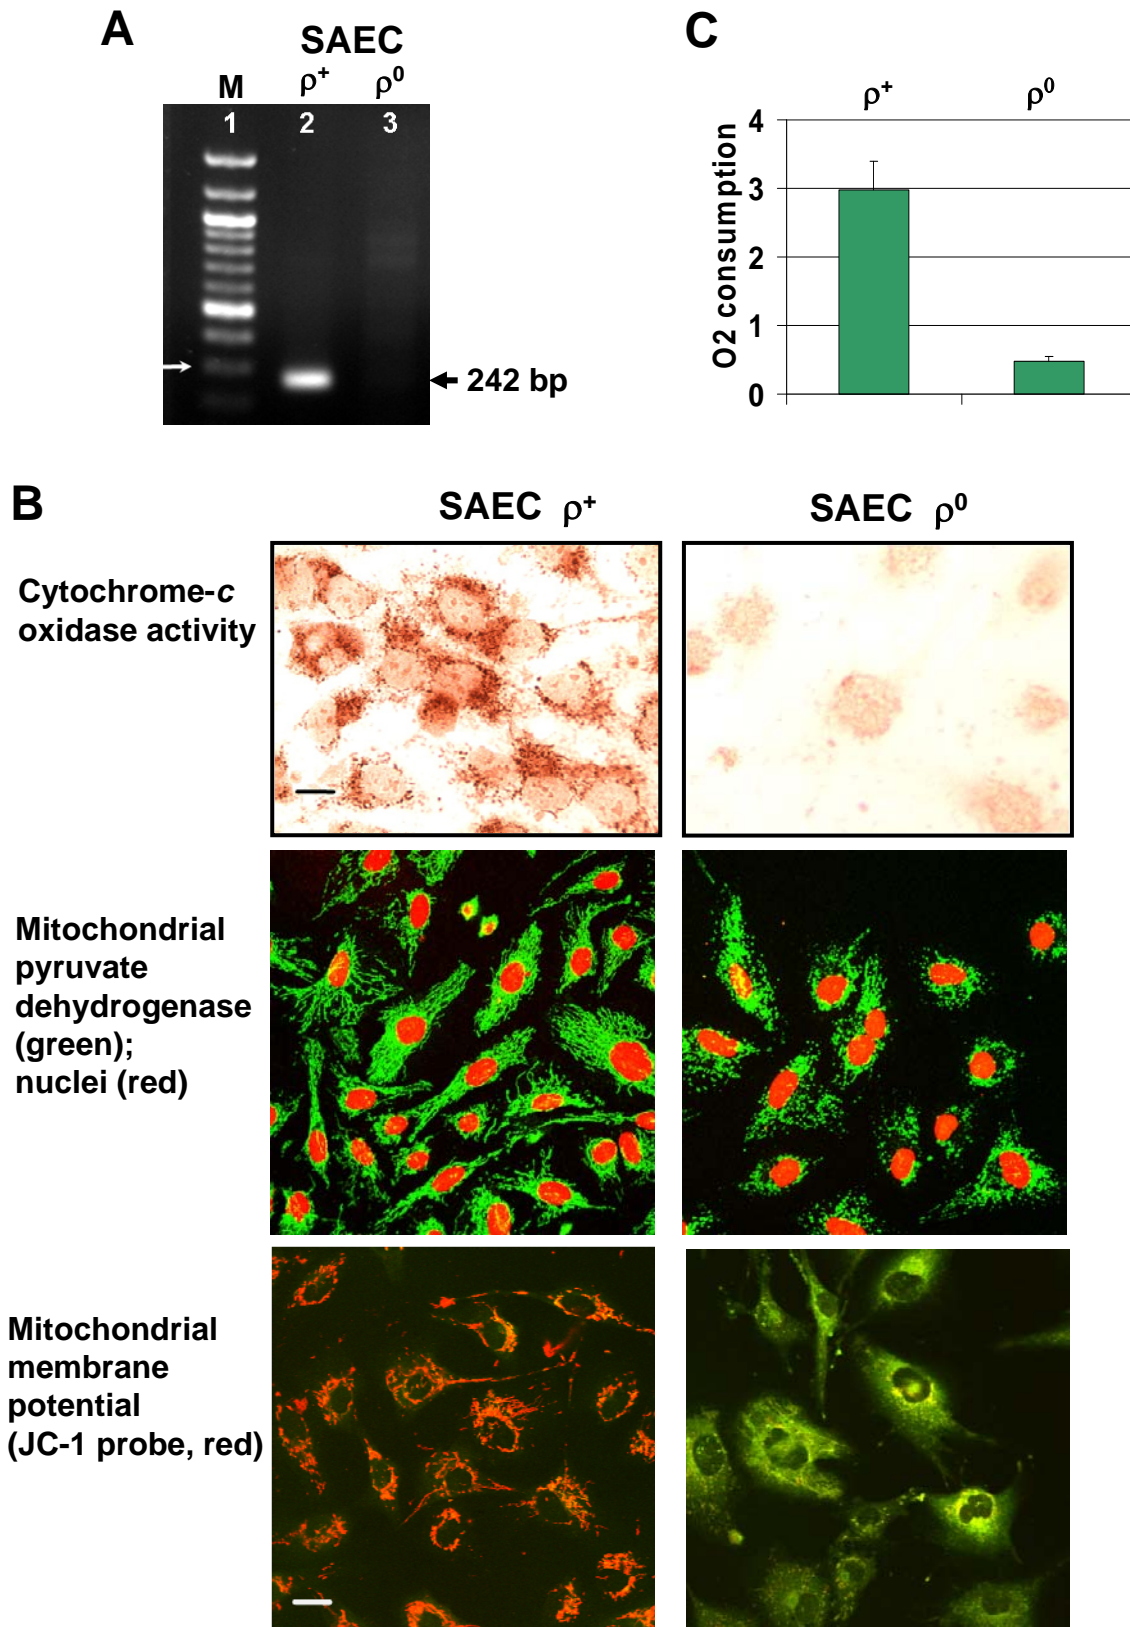 A
SAEC
M ρ⁺ ρ⁰
1 2 3
242 bp
C
ρ⁺ ρ⁰
O2 consumption
4
3
2
1
0
B
SAEC ρ⁺
SAEC ρ⁰
Cytochrome-c
oxidase activity
Mitochondrial
pyruvate
dehydrogenase
(green);
nuclei (red)
Mitochondrial
membrane
potential
(JC-1 probe, red)